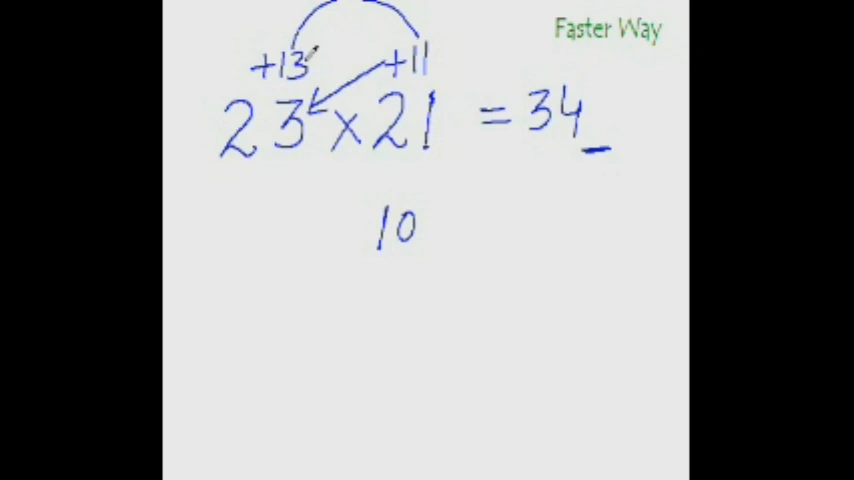 Faster Way
+13 +11
23 × 21 = 34_
10